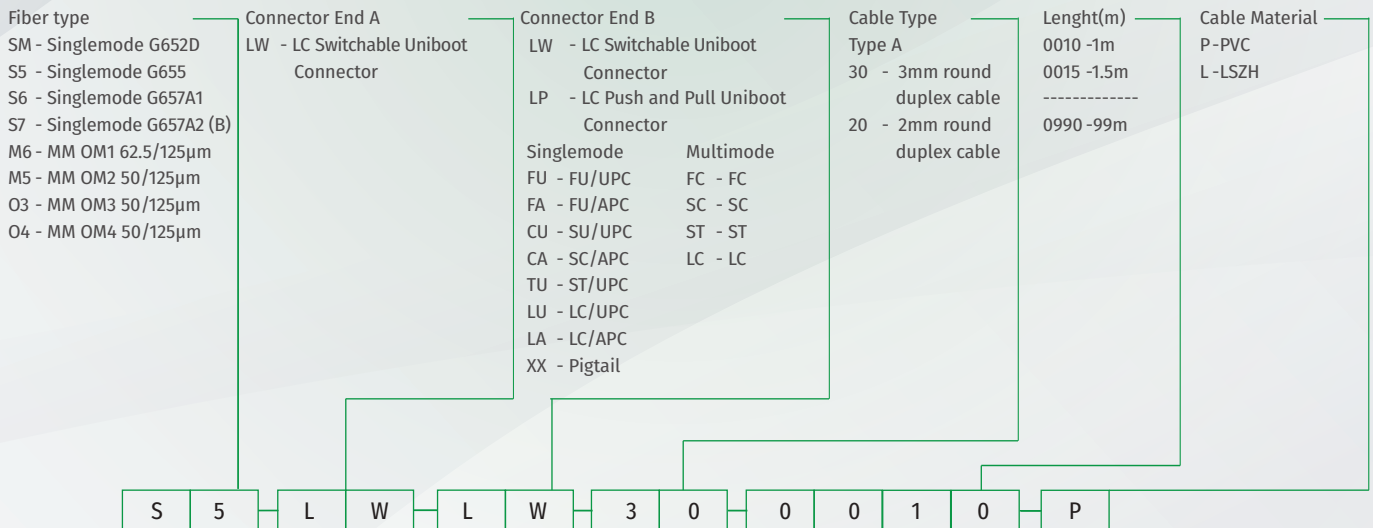 Fiber type
SM - Singlemode G652D
S5 - Singlemode G655
S6 - Singlemode G657A1
S7 - Singlemode G657A2 (B)
M6 - MM OM1 62.5/125µm
M5 - MM OM2 50/125µm
O3 - MM OM3 50/125µm
O4 - MM OM4 50/125µm
Connector End A
LW - LC Switchable Uniboot
Connector
Connector End B
LW - LC Switchable Uniboot
Connector
LP - LC Push and Pull Uniboot
Connector
Singlemode Multimode
FU - FU/UPC FC - FC
FA - FU/APC SC - SC
CU - SU/UPC ST - ST
CA - SC/APC LC - LC
TU - ST/UPC
LU - LC/UPC
LA - LC/APC
XX - Pigtail
Cable Type
Type A
30 - 3mm round
duplex cable
20 - 2mm round
duplex cable
Lenght(m)
0010 -1m
0015 -1.5m
-------------
0990 -99m
Cable Material
P-PVC
L -LSZH
S 5 - L W - L W - 3 0 - 0 0 1 0 - P